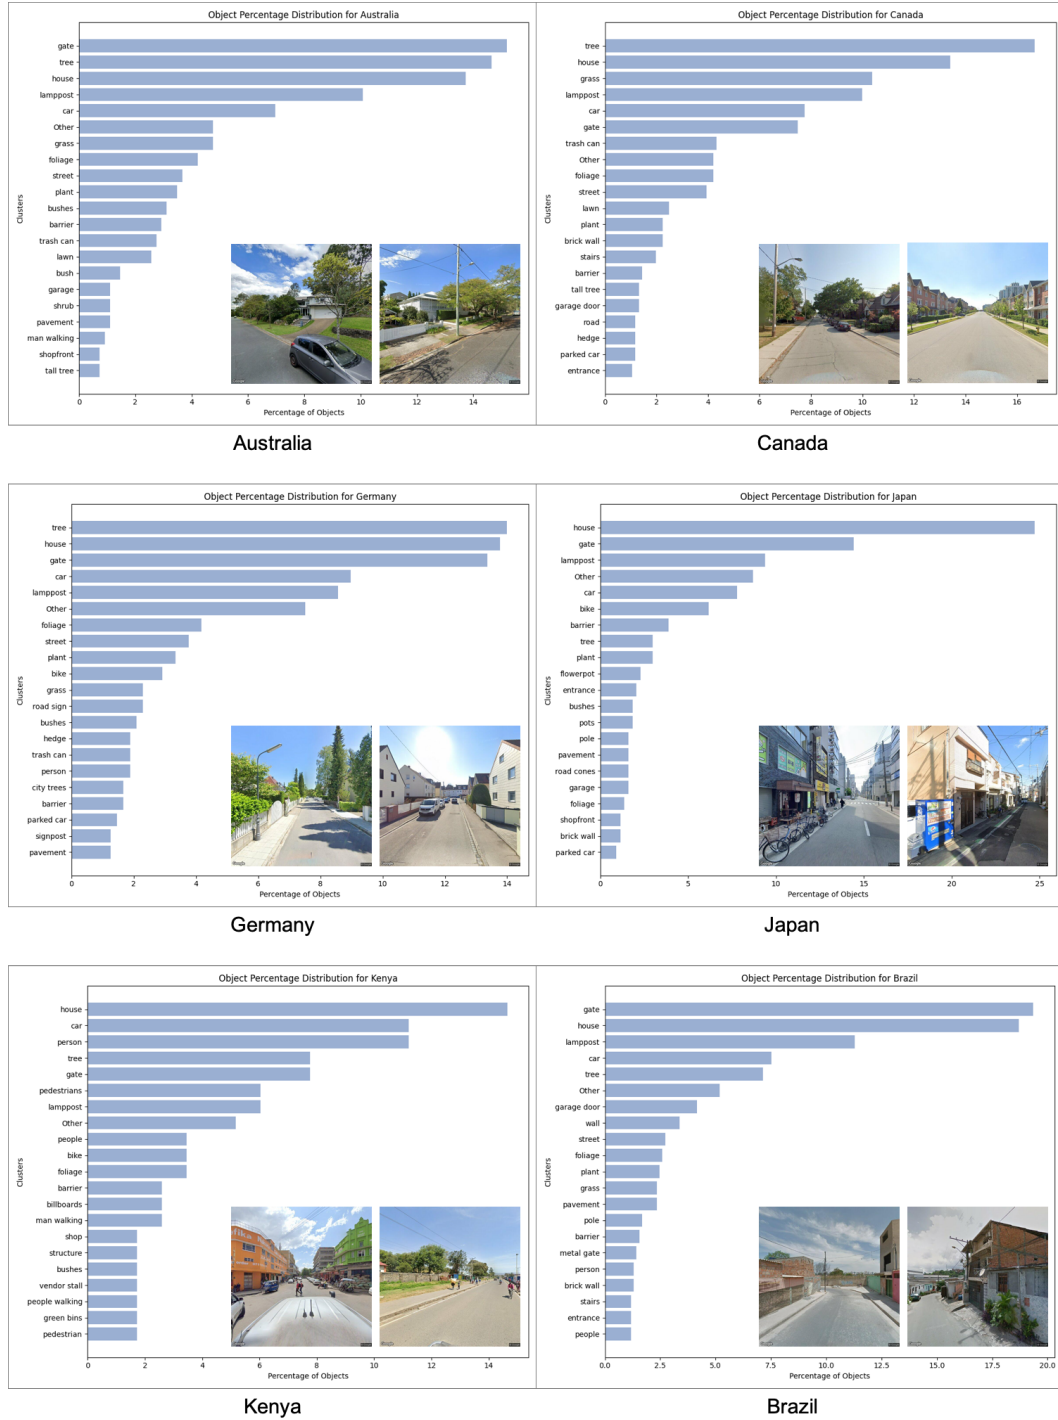 Object Percentage Distribution for Australia
gate
tree
house
lamppost
car
Other
grass
foliage
street
plant
bushes
barrier
trash can
lawn
bush
garage
shrub
pavement
man walking
shopfront
tall tree
Clusters
0 2 4 6 8 10 12 14
Percentage of Objects
Australia
Object Percentage Distribution for Canada
tree
house
grass
lamppost
car
gate
trash can
Other
foliage
street
lawn
plant
brick wall
stairs
barrier
tall tree
garage door
road
hedge
parked car
entrance
Clusters
0 2 4 6 8 10 12 14 16
Percentage of Objects
Canada
Object Percentage Distribution for Germany
tree
house
gate
car
lamppost
Other
foliage
street
plant
bike
grass
road sign
bushes
hedge
trash can
person
city trees
barrier
parked car
signpost
pavement
Clusters
0 2 4 6 8 10 12 14
Percentage of Objects
Germany
Object Percentage Distribution for Japan
house
gate
lamppost
Other
car
bike
barrier
tree
plant
flowerpot
entrance
bushes
pots
pole
pavement
road cones
garage
foliage
shopfront
brick wall
parked car
Clusters
0 5 10 15 20 25
Percentage of Objects
Japan
Object Percentage Distribution for Kenya
house
car
person
tree
gate
pedestrians
lamppost
Other
people
bike
foliage
barrier
billboards
man walking
shop
structure
bushes
vendor stall
people walking
green bins
pedestrian
Clusters
0 2 4 6 8 10 12 14
Percentage of Objects
Kenya
Object Percentage Distribution for Brazil
gate
house
lamppost
car
tree
Other
garage door
wall
street
foliage
plant
grass
pavement
pole
barrier
metal gate
person
brick wall
stairs
entrance
people
Clusters
0.0 2.5 5.0 7.5 10.0 12.5 15.0 17.5 20.0
Percentage of Objects
Brazil